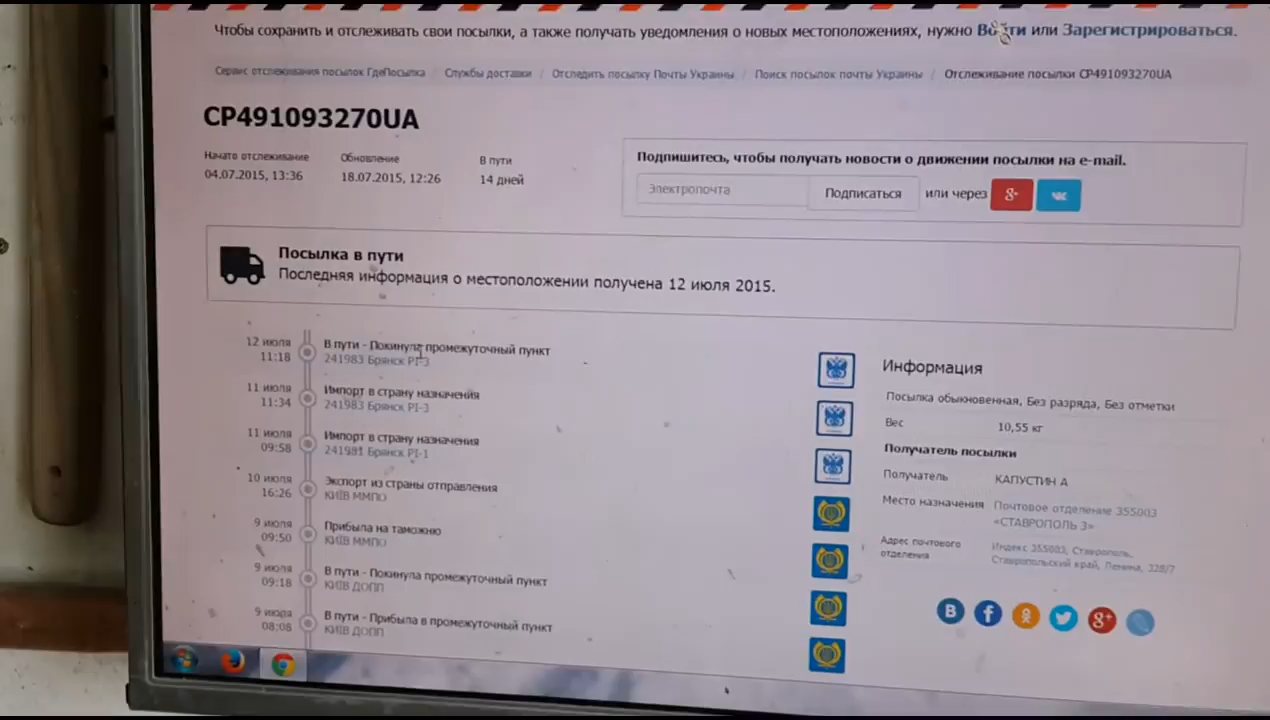 Чтобы сохранить и отслеживать свои посылки, а также получать уведомления о новых местоположениях, нужно Войти или Зарегистрироваться.
Сервис отслеживания посылок ГдеПосылка / Службы доставки / Отследить посылку Почты Украины / Поиск посылок почты Украины / Отслеживание посылки CP491093270UA
CP491093270UA
Начато отслеживание
04.07.2015, 13:36
Обновление
18.07.2015, 12:26
В пути
14 дней
Подпишитесь, чтобы получать новости о движении посылки на e-mail.
Электропочта
Подписаться
или через
Посылка в пути
Последняя информация о местоположении получена 12 июля 2015.
12 июля
11:18
В пути - Покинула промежуточный пункт
241983 Брянск PI-3
11 июля
11:34
Импорт в страну назначения
241983 Брянск PI-3
11 июля
09:58
Импорт в страну назначения
241981 Брянск PI-1
10 июля
16:26
Экспорт из страны отправления
КИЇВ ММПО
9 июля
09:50
Прибыла на таможню
КИЇВ ММПО
9 июля
09:18
В пути - Покинула промежуточный пункт
КИЇВ ДОПП
9 июля
08:08
В пути - Прибыла в промежуточный пункт
КИЇВ ДОПП
Информация
Посылка обыкновенная, Без разряда, Без отметки
Вес 10,55 кг
Получатель посылки
Получатель КАПУСТИН А
Место назначения Почтовое отделение 355003
«СТАВРОПОЛЬ 3»
Адрес почтового
отделения
Индекс 355003, Ставрополь,
Ставропольский край, Ленина, 328/7